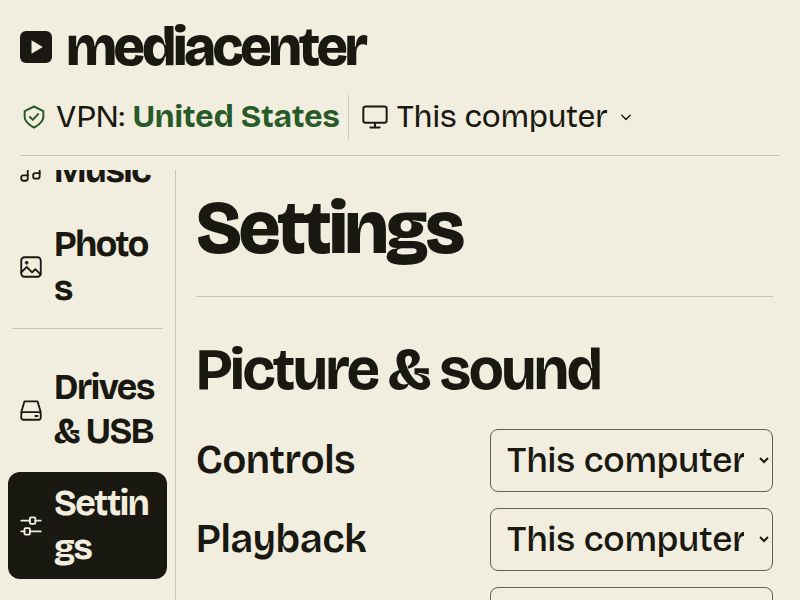 mediacenter
VPN: United States
This computer
Music
Photo
s
Drives
& USB
Settin
gs
Settings
Picture & sound
Controls
This computer
Playback
This computer